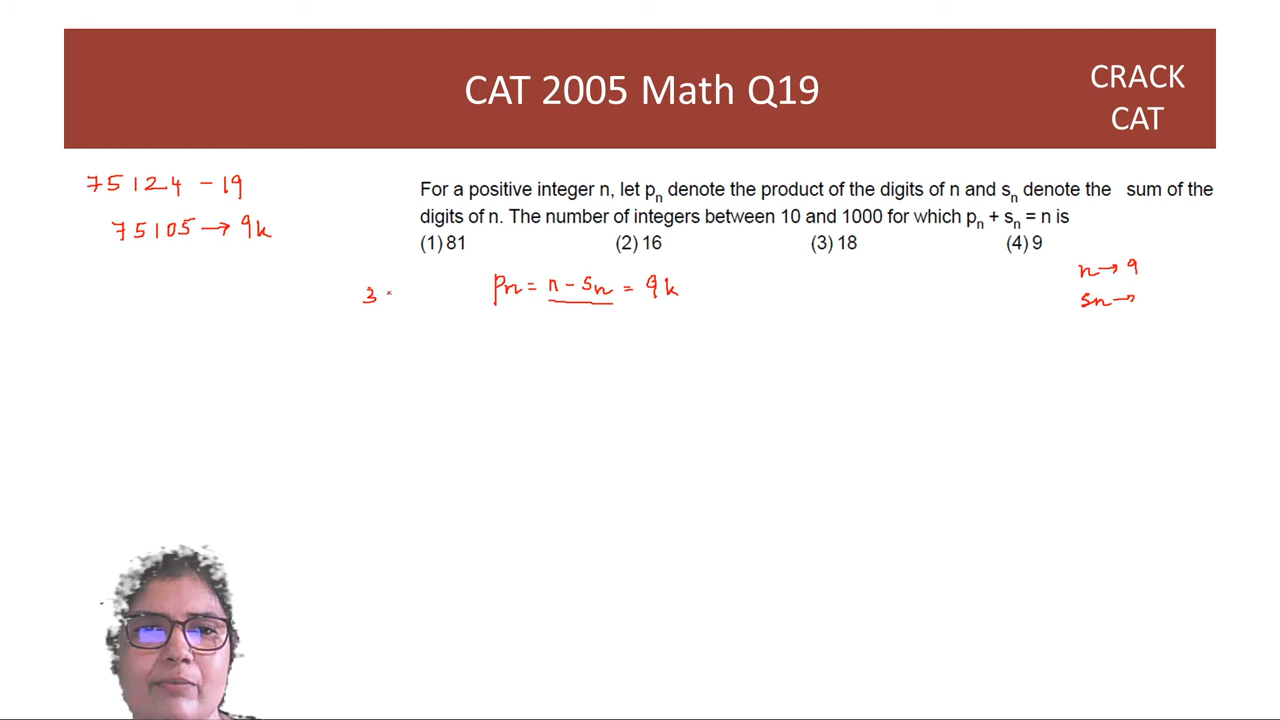 CAT 2005 Math Q19
CRACK
CAT
75124 - 19
75105 → 9k
For a positive integer n, let pn denote the product of the digits of n and sn denote the sum of the
digits of n. The number of integers between 10 and 1000 for which pn + sn = n is
(1) 81 (2) 16 (3) 18 (4) 9
3
pn = n - sn = 9k
n → 9
sn →